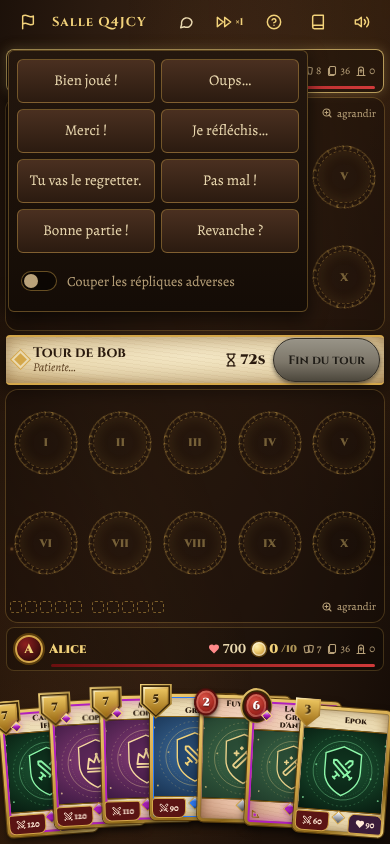 Salle Q4JCY
×1
Bien joué !
Oups...
8 36 0
Merci !
Je réfléchis...
agrandir
Tu vas le regretter.
Pas mal !
V
Bonne partie !
Revanche ?
Couper les répliques adverses
X
Tour de Bob
Patiente...
72s
Fin du tour
I II III IV V
VI VII VIII IX X
agrandir
A Alice
700 0 /10 7 36 0
7 7 7 5 2 6 3
Epok
120 120 110 90 60 90